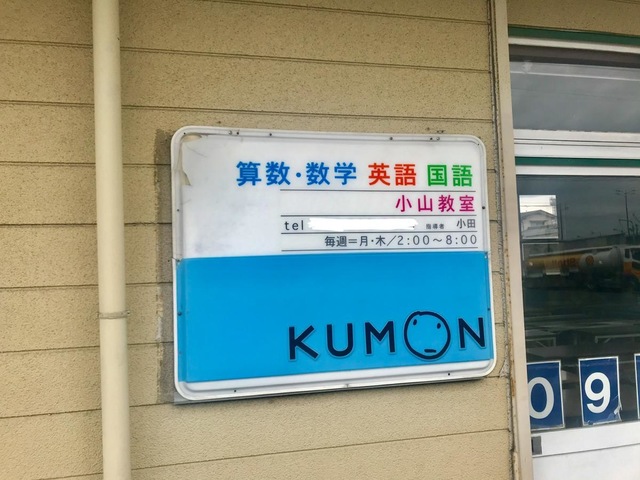 算数・数学 英語 国語
小山教室
tel 指導者 小田
毎週=月・木/2:00〜8:00
KUMON
09